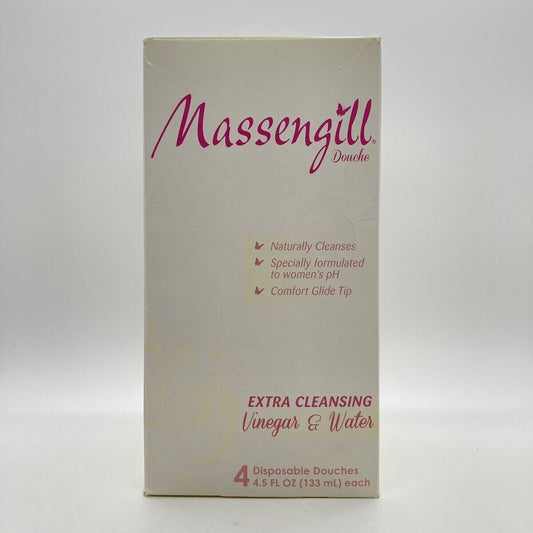 Massengill®
Douche
Naturally Cleanses
Specially formulated
to women's pH
Comfort Glide Tip
EXTRA CLEANSING
Vinegar & Water
4 Disposable Douches
4.5 FL OZ (133 mL) each